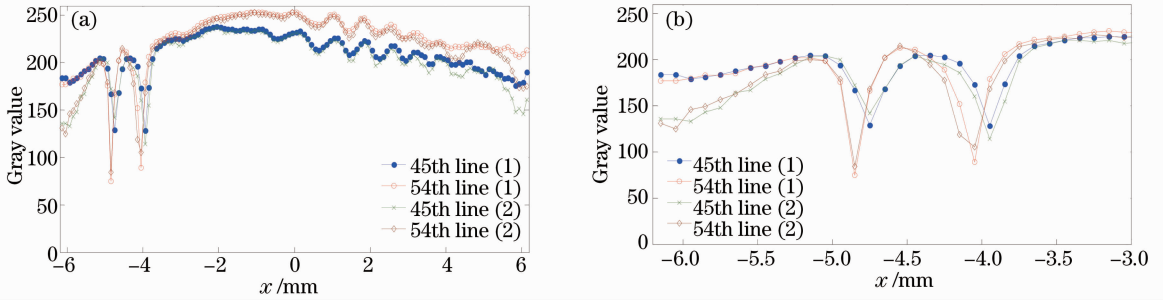 (a)
250
200
150
100
50
0
Gray value
45th line (1)
54th line (1)
45th line (2)
54th line (2)
−6 −4 −2 0 2 4 6
x /mm
(b)
250
200
150
100
50
0
Gray value
45th line (1)
54th line (1)
45th line (2)
54th line (2)
−6.0 −5.5 −5.0 −4.5 −4.0 −3.5 −3.0
x /mm